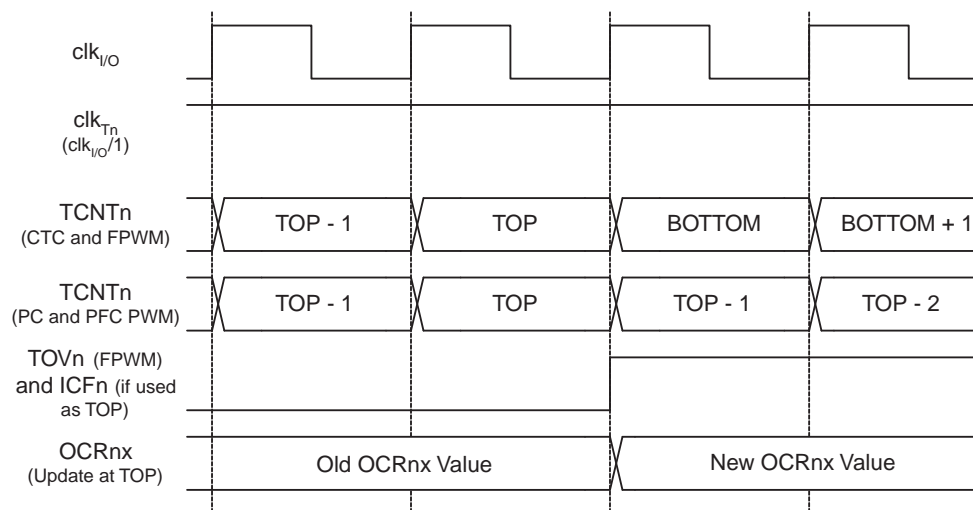 clkI/O
clkTn
(clkI/O/1)
TCNTn
(CTC and FPWM)
TOP - 1
TOP
BOTTOM
BOTTOM + 1
TCNTn
(PC and PFC PWM)
TOP - 1
TOP
TOP - 1
TOP - 2
TOVn (FPWM)
and ICFn (if used
as TOP)
OCRnx
(Update at TOP)
Old OCRnx Value
New OCRnx Value